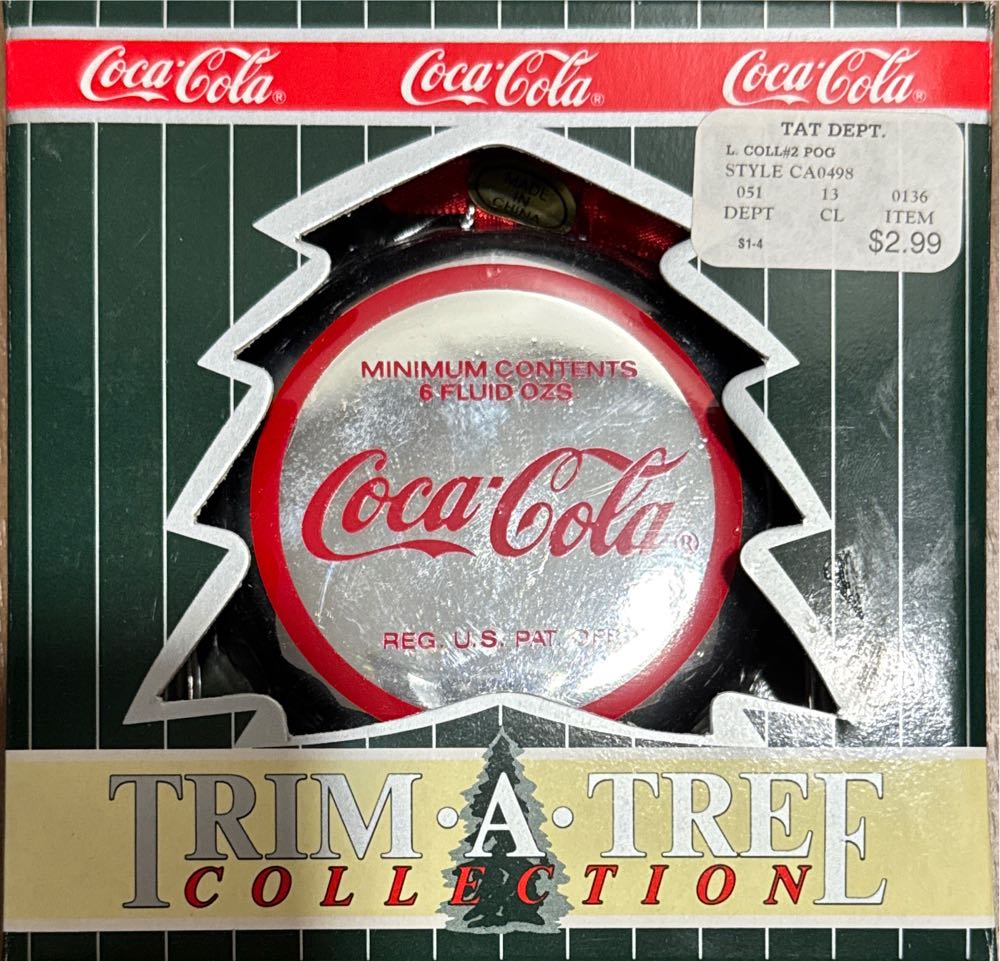 Coca-Cola® Coca-Cola® Coca-Cola®
TAT DEPT.
L. COLL#2 POG
STYLE CA0498
051 13 0136
DEPT CL ITEM
$1-4 $2.99
MADE
IN
CHINA
MINIMUM CONTENTS
6 FLUID OZS
Coca-Cola®
REG. U.S. PAT. OFF.
TRIM·A·TREE
COLLECTION